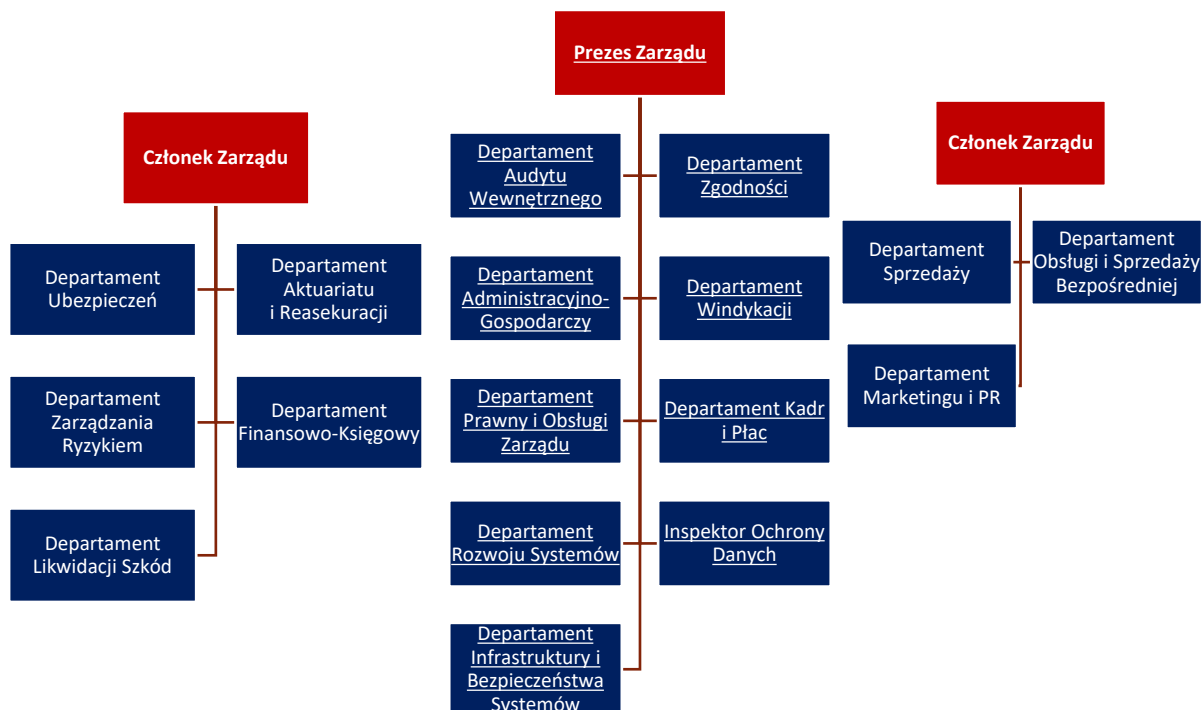 Prezes Zarządu
Członek Zarządu
Departament
Ubezpieczeń
Departament
Aktuariatu
i Reasekuracji
Departament
Zarządzania
Ryzykiem
Departament
Finansowo-Księgowy
Departament
Likwidacji Szkód
Departament
Audytu
Wewnętrznego
Departament
Zgodności
Departament
Administracyjno-
Gospodarczy
Departament
Windykacji
Departament
Prawny i Obsługi
Zarządu
Departament Kadr
i Płac
Departament
Rozwoju Systemów
Inspektor Ochrony
Danych
Departament
Infrastruktury i
Bezpieczeństwa
Systemów
Członek Zarządu
Departament
Sprzedaży
Departament
Obsługi i Sprzedaży
Bezpośredniej
Departament
Marketingu i PR